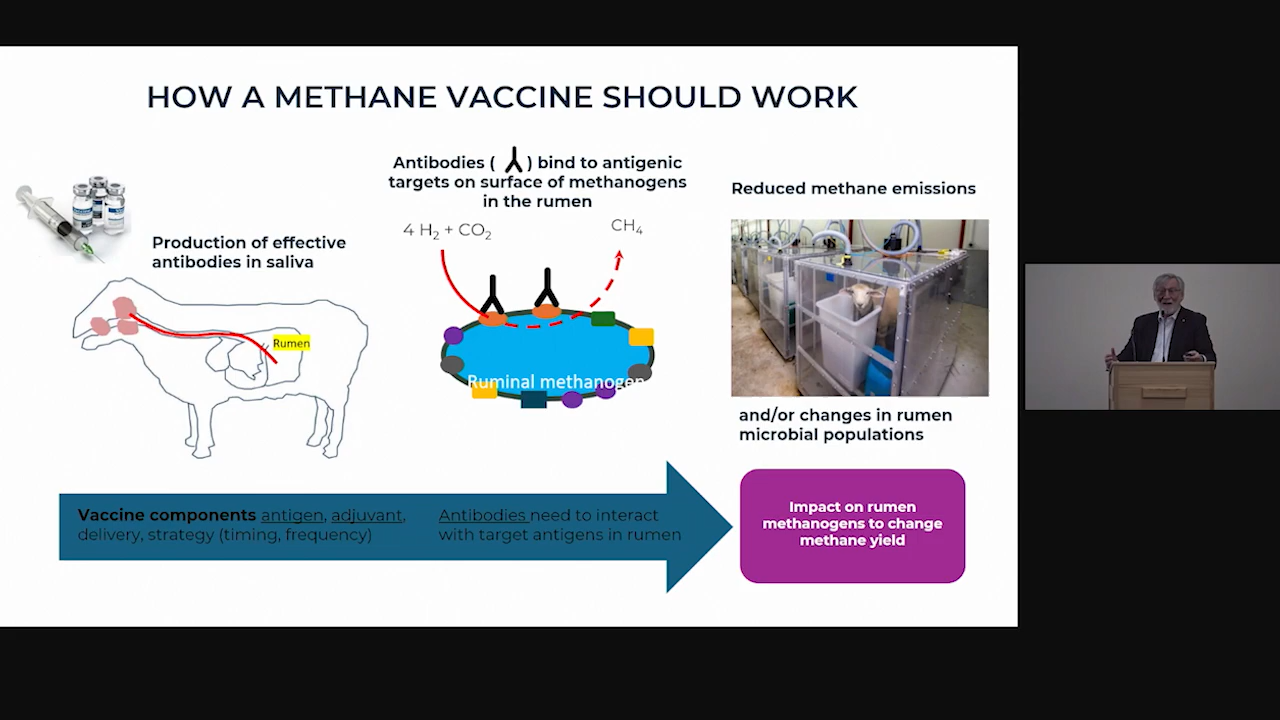 HOW A METHANE VACCINE SHOULD WORK
Antibodies ( ) bind to antigenic
targets on surface of methanogens
in the rumen
4 H₂ + CO₂
CH₄
Reduced methane emissions
Production of effective
antibodies in saliva
Rumen
Ruminal methanogen
and/or changes in rumen
microbial populations
Vaccine components antigen, adjuvant,
delivery, strategy (timing, frequency)
Antibodies need to interact
with target antigens in rumen
Impact on rumen
methanogens to change
methane yield